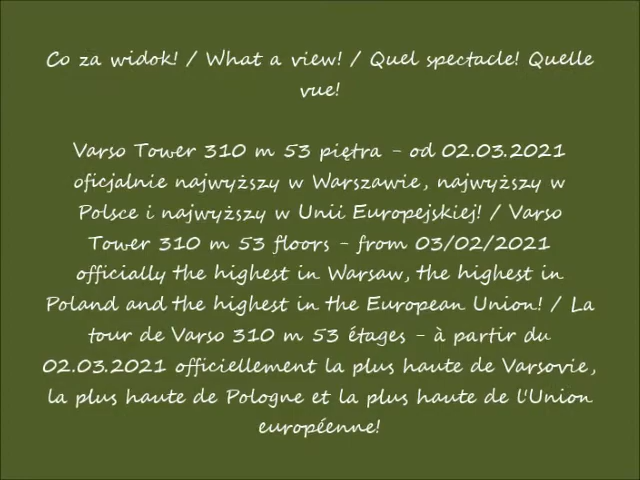 Co za widok! / What a view! / Quel spectacle! Quelle
vue!
Varso Tower 310 m 53 piętra - od 02.03.2021
oficjalnie najwyższy w Warszawie, najwyższy w
Polsce i najwyższy w Unii Europejskiej! / Varso
Tower 310 m 53 floors - from 03/02/2021
officially the highest in Warsaw, the highest in
Poland and the highest in the European Union! / La
tour de Varso 310 m 53 étages - à partir du
02.03.2021 officiellement la plus haute de Varsovie,
la plus haute de Pologne et la plus haute de l'Union
européenne!